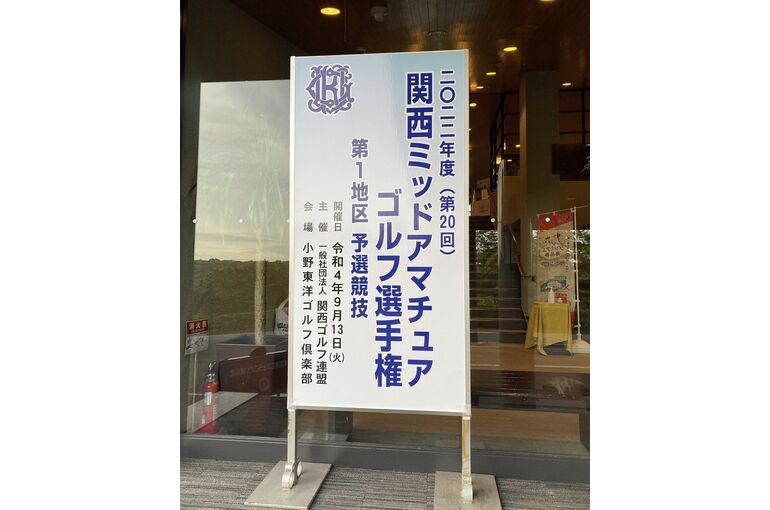 二〇二二年度（第20回）
関西ミッドアマチュア
ゴルフ選手権
第1地区 予選競技
開催日 令和4年9月13日(火)
主催 一般社団法人 関西ゴルフ連盟
会場 小野東洋ゴルフ倶楽部
消火器